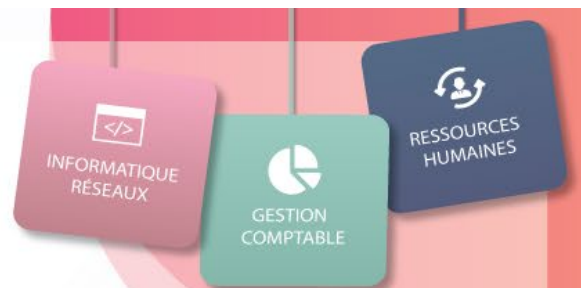 </>
INFORMATIQUE
RÉSEAUX
GESTION
COMPTABLE
RESSOURCES
HUMAINES